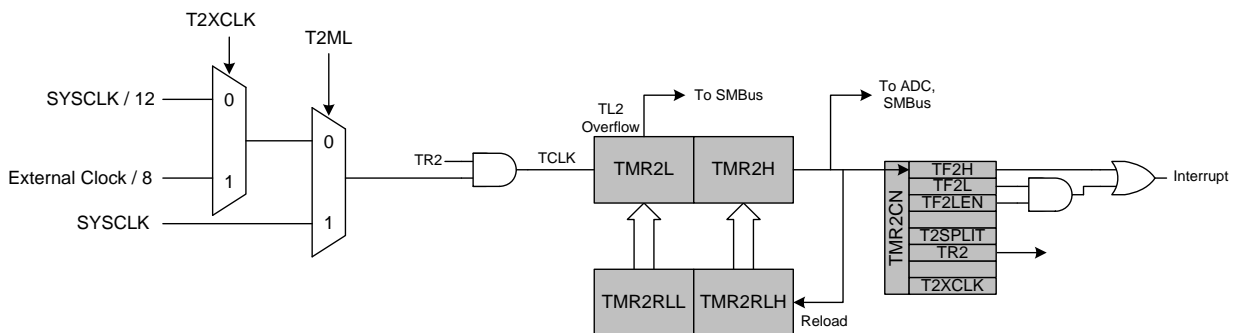 T2XCLK
T2ML
SYSCLK / 12
0
External Clock / 8
1
SYSCLK
0
1
TR2
TCLK
TL2
Overflow
To SMBus
To ADC,
SMBus
TMR2L
TMR2H
TMR2RLL
TMR2RLH
Reload
TMR2CN
TF2H
TF2L
TF2LEN
T2SPLIT
TR2
T2XCLK
Interrupt